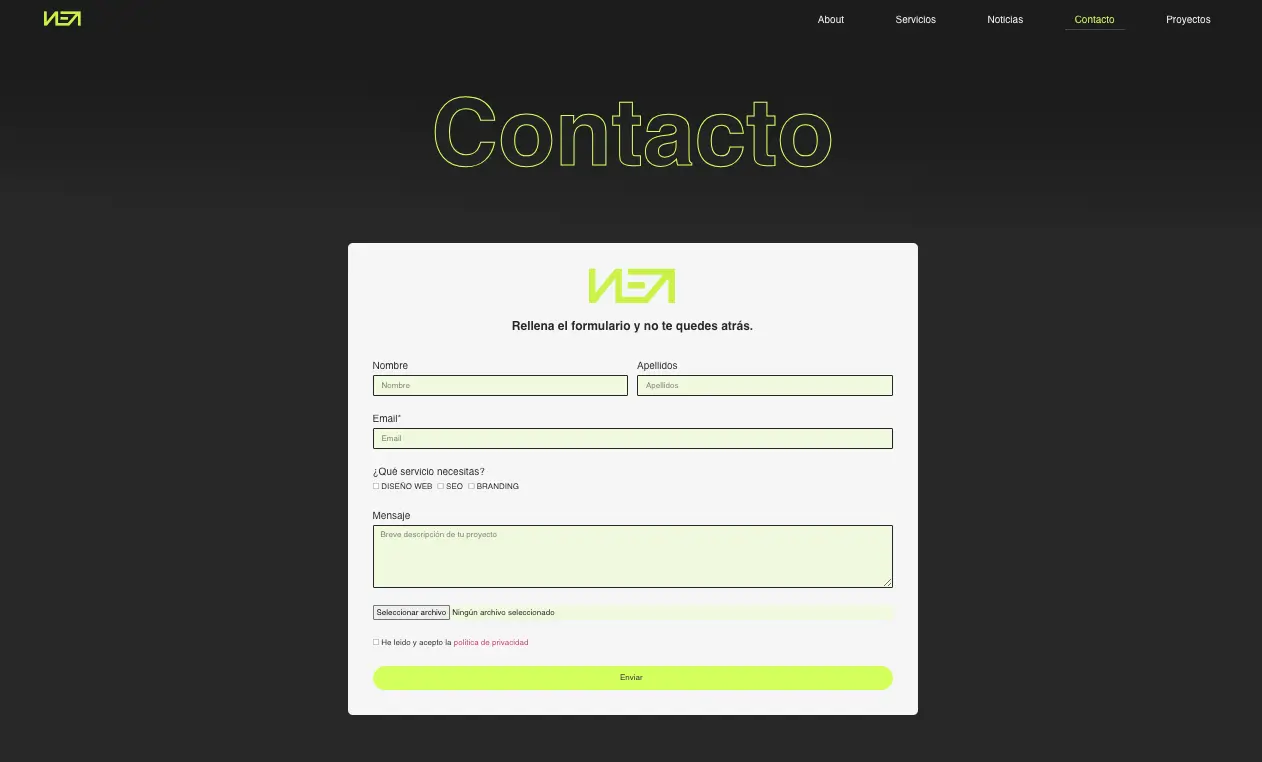 NEA
About Servicios Noticias Contacto Proyectos
Contacto
NEA
Rellena el formulario y no te quedes atrás.
Nombre Apellidos
Nombre Apellidos
Email*
Email
¿Qué servicio necesitas?
DISEÑO WEB SEO BRANDING
Mensaje
Breve descripción de tu proyecto
Seleccionar archivo Ningún archivo seleccionado
He leido y acepto la política de privacidad
Enviar